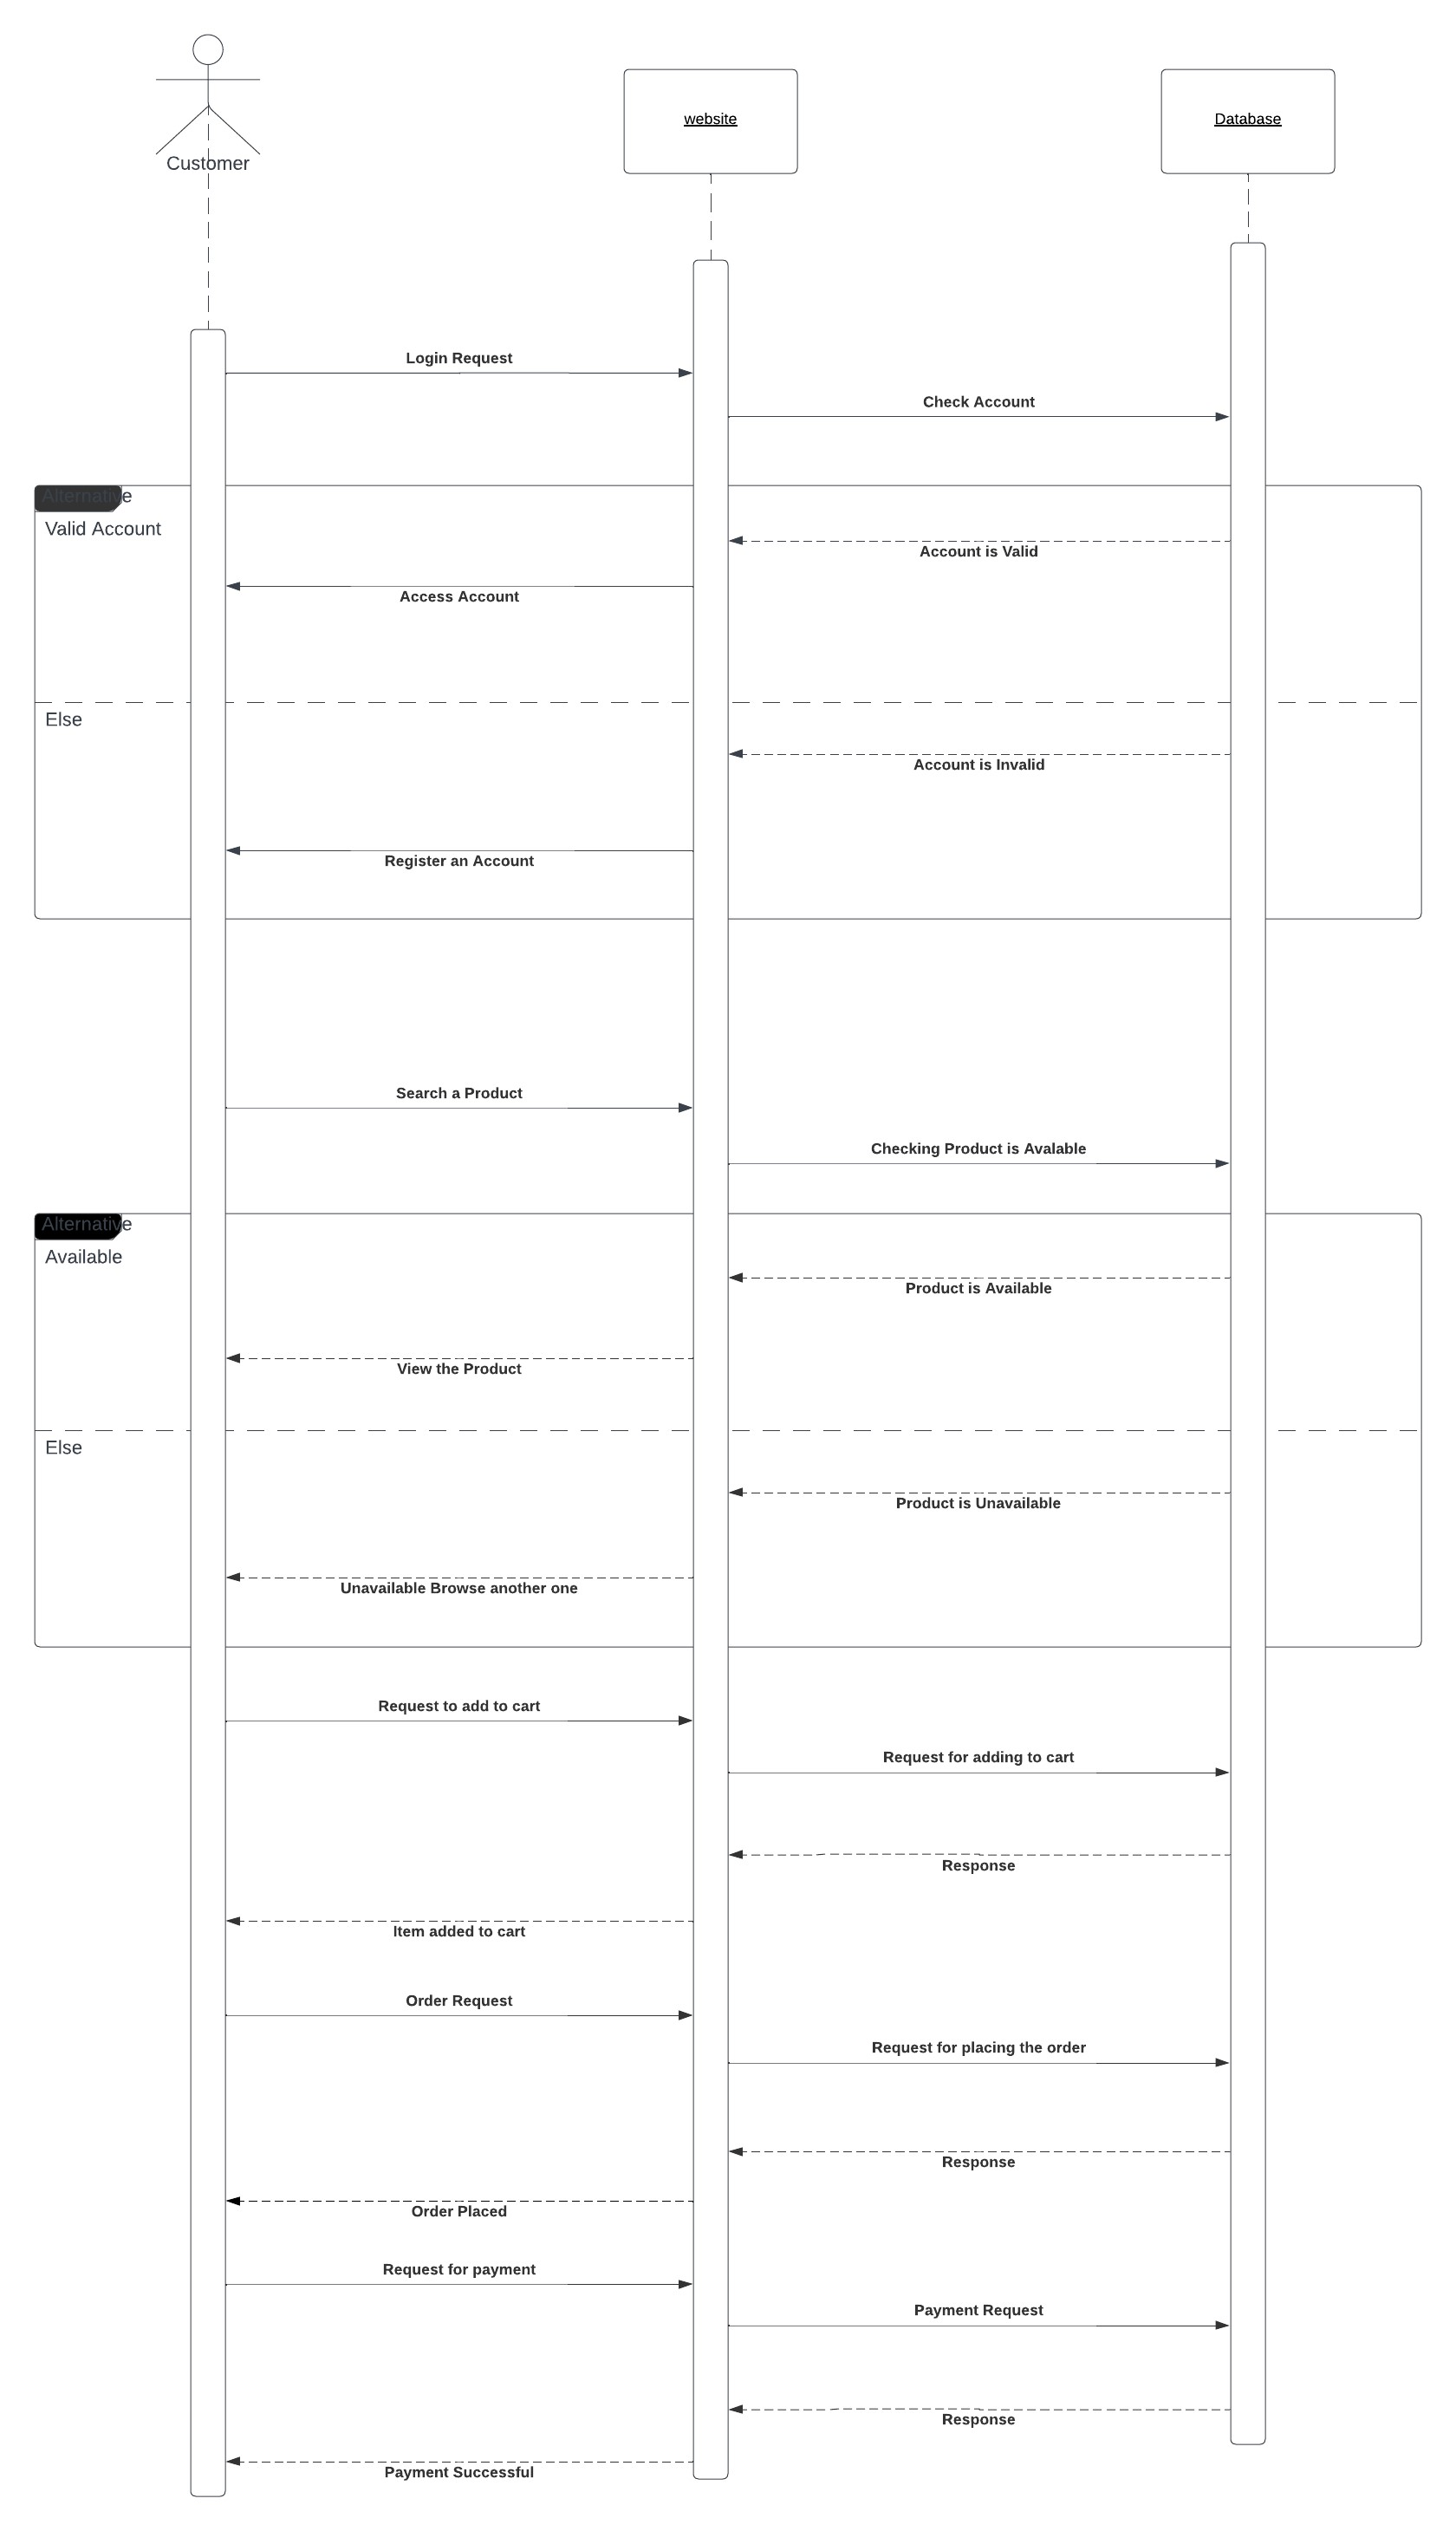 Customer
website
Database
Login Request
Check Account
Alternative
Valid Account
Account is Valid
Access Account
Else
Account is Invalid
Register an Account
Search a Product
Checking Product is Avalable
Alternative
Available
Product is Available
View the Product
Else
Product is Unavailable
Unavailable Browse another one
Request to add to cart
Request for adding to cart
Response
Item added to cart
Order Request
Request for placing the order
Response
Order Placed
Request for payment
Payment Request
Response
Payment Successful